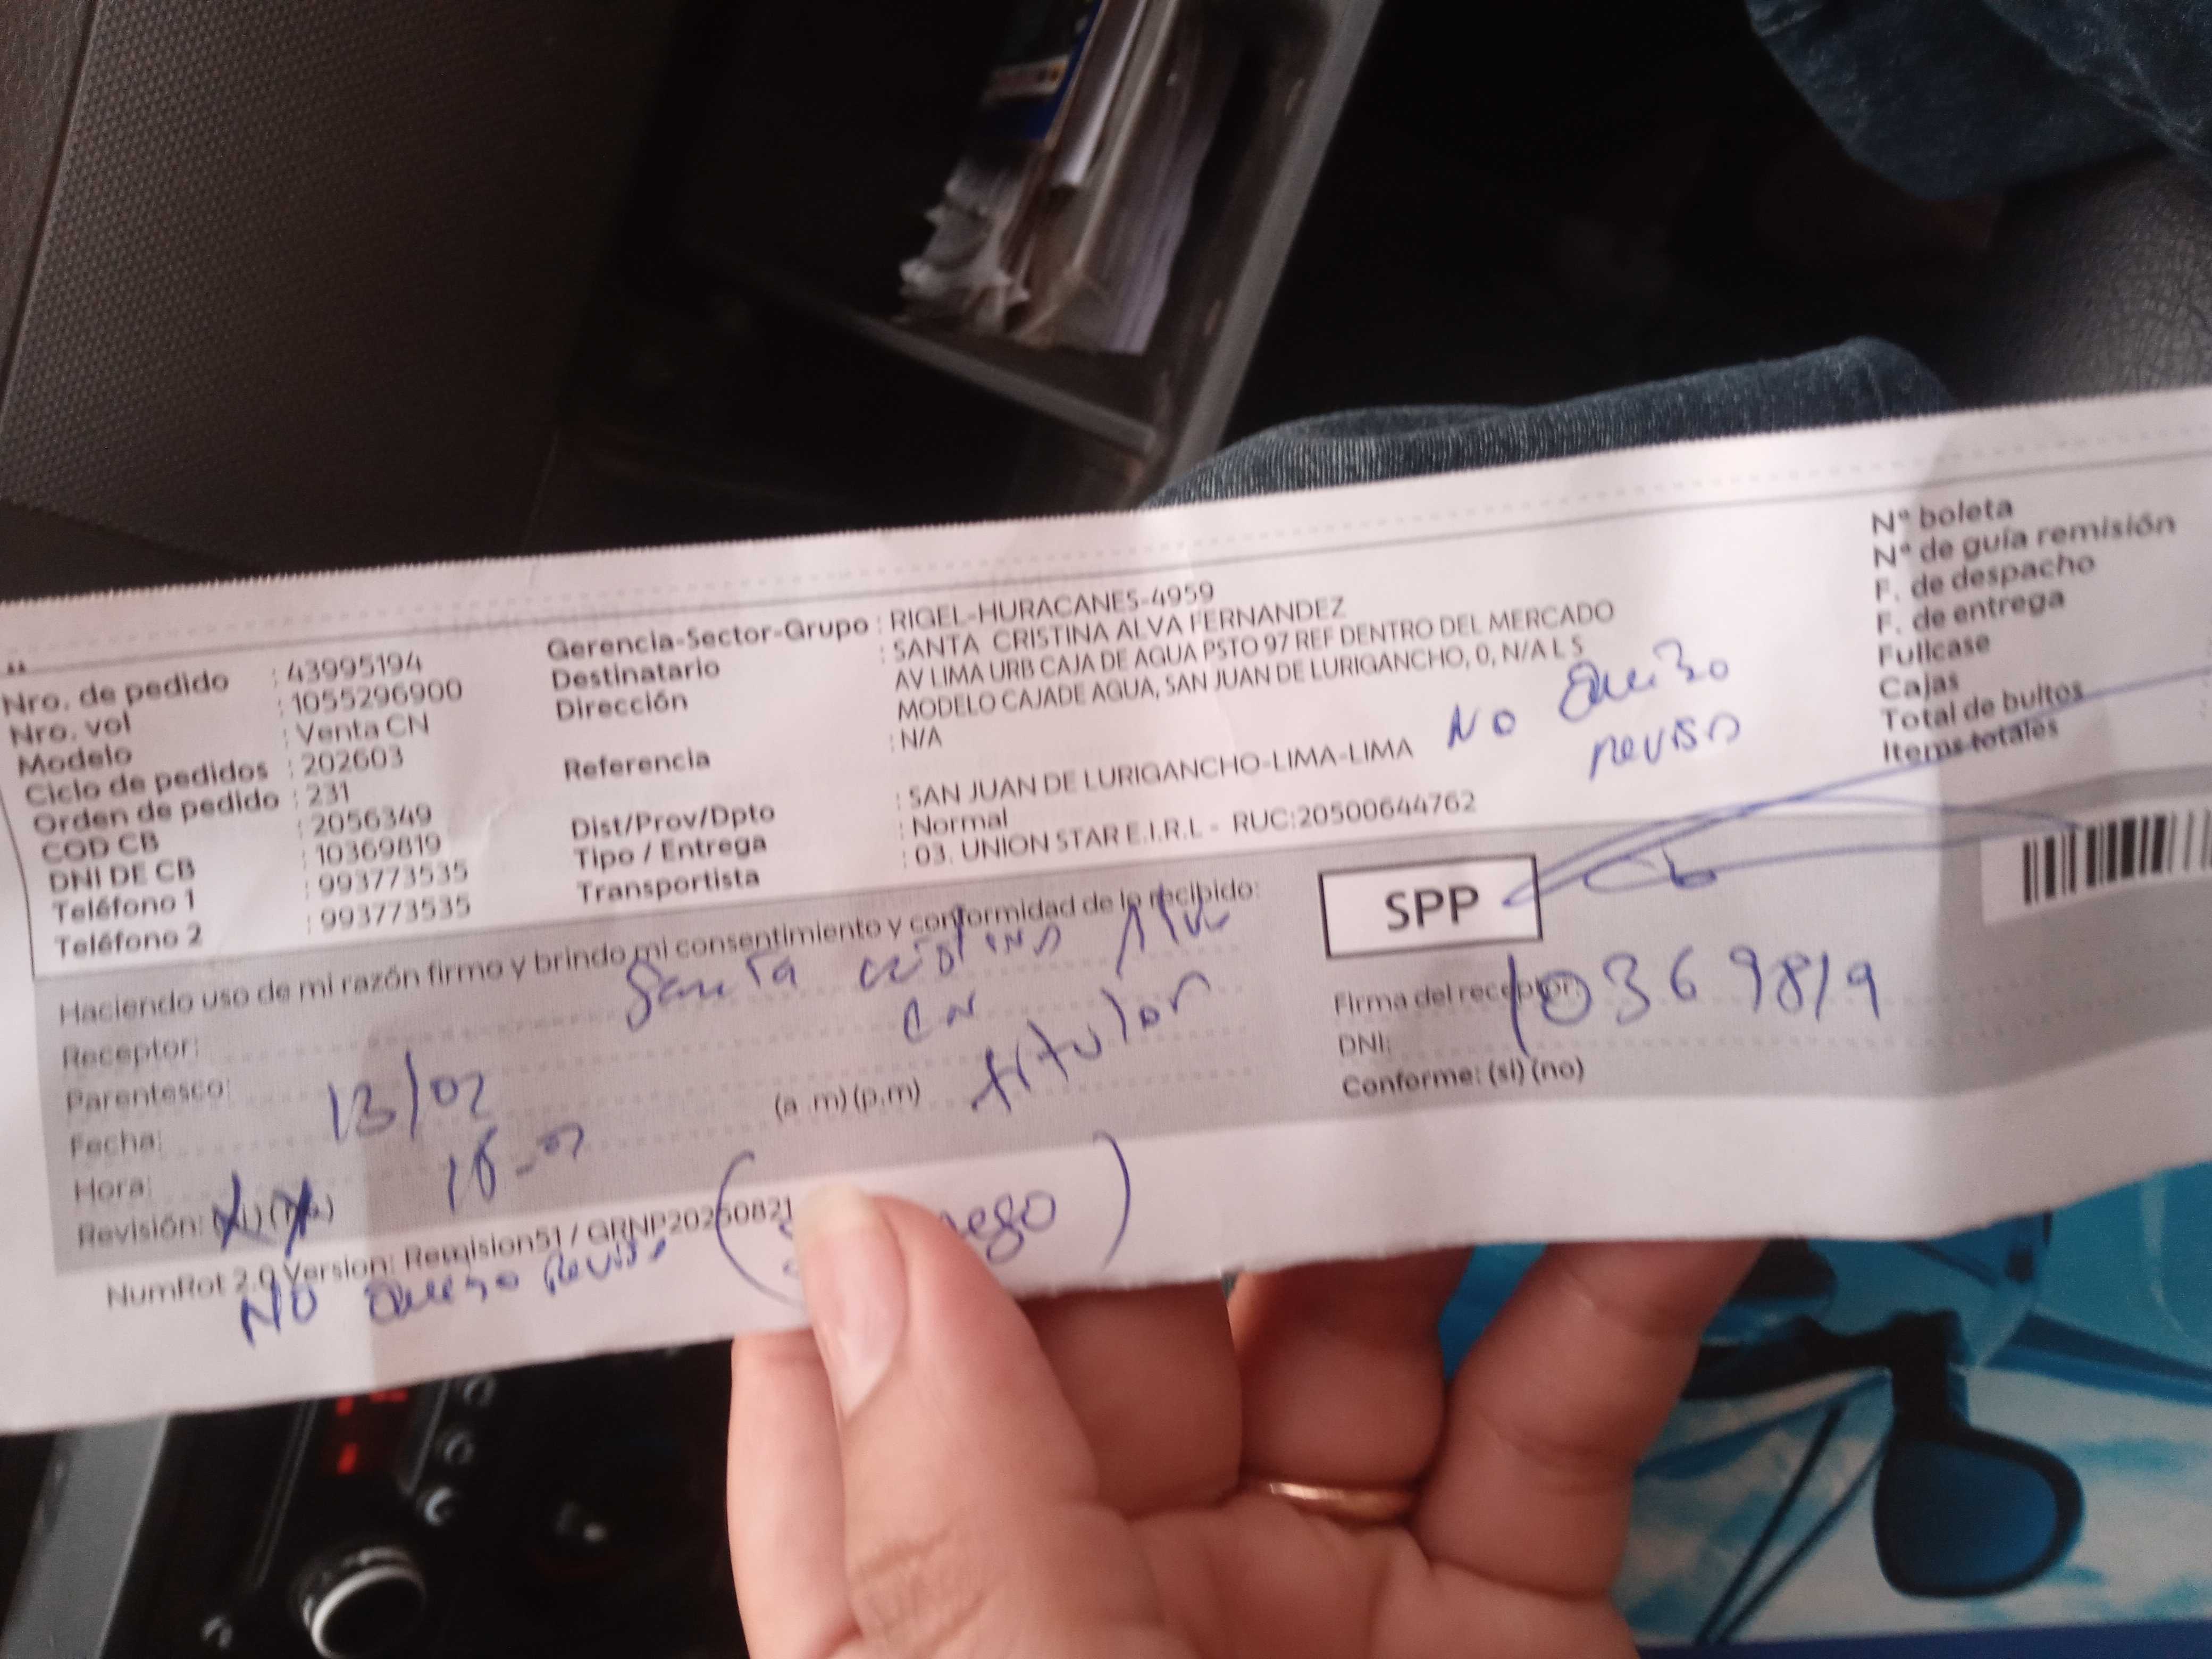 Nro. de pedido : 43995194
Nro. vol : 1055296900
Modelo : Venta CN
Ciclo de pedidos : 202603
Orden de pedido : 231
COD CB : 2056349
DNI DE CB : 10369819
Teléfono 1 : 993773535
Teléfono 2 : 993773535
Gerencia-Sector-Grupo : RIGEL-HURACANES-4959
Destinatario : SANTA CRISTINA ALVA FERNANDEZ
Dirección : AV LIMA URB CAJA DE AGUA PSTO 97 REF DENTRO DEL MERCADO
MODELO CAJADE AGUA, SAN JUAN DE LURIGANCHO, 0, N/A L S
Referencia : N/A
Dist/Prov/Dpto : SAN JUAN DE LURIGANCHO-LIMA-LIMA
Tipo / Entrega : Normal
Transportista : 03. UNION STAR E.I.R.L - RUC:20500644762
No quizo
reviso
N° boleta
N° de guía remisión
F. de despacho
F. de entrega
Fullcase
Cajas
Total de bultos
Items totales
SPP
Haciendo uso de mi razón firmo y brindo mi consentimiento y conformidad de lo recibido:
Receptor: Santa
Parentesco: titular
Fecha: 13/02
Hora: (a .m) (p.m)
Revisión:
Firma del receptor:
DNI: 10369819
Conforme: (si) (no)
NumRot 2.0 Version: Remision51 / GRNP20250821
No quizo